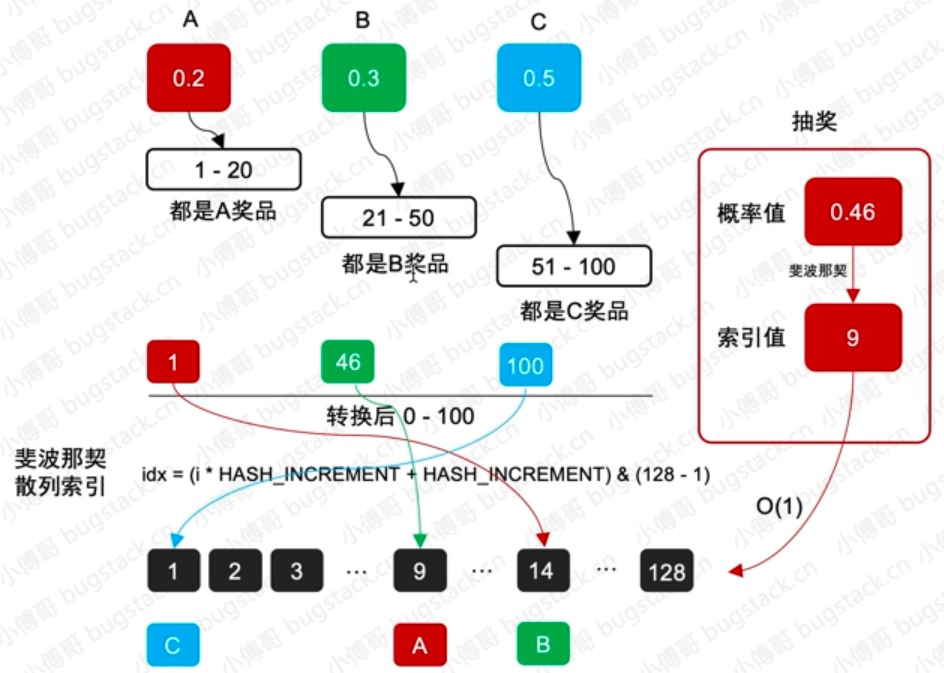 A
B
C
0.2
0.3
0.5
抽奖
1 - 20
概率值
0.46
都是A奖品
21 - 50
都是B奖品
斐波那契
51 - 100
都是C奖品
索引值
9
1
46
100
转换后 0 - 100
斐波那契
散列索引
idx = (i * HASH_INCREMENT + HASH_INCREMENT) & (128 - 1)
O(1)
1 2 3 ··· 9 ··· 14 ··· 128
C
A
B
小傅哥 bugstack.cn